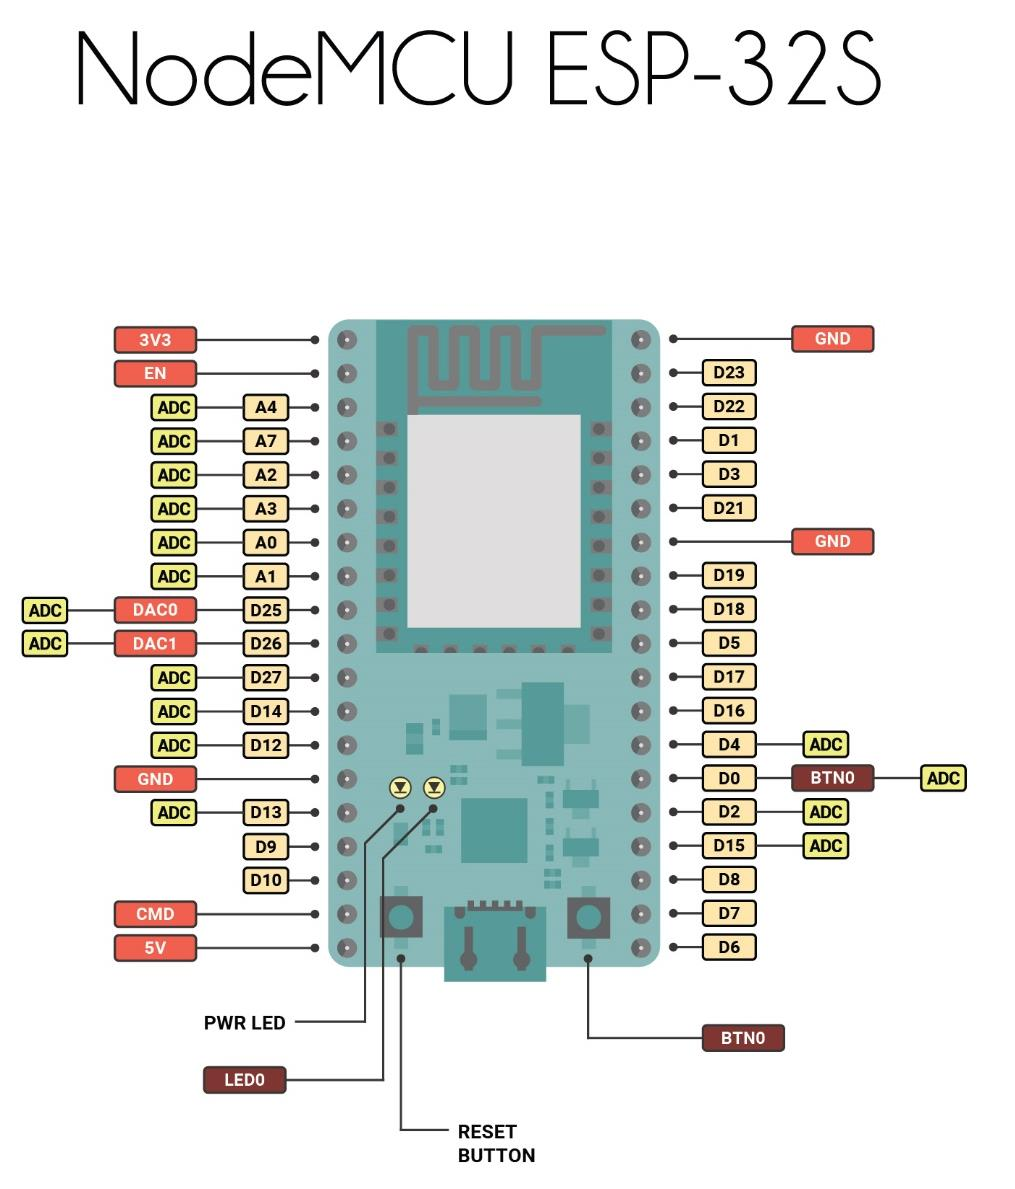 NodeMCU ESP-32S
3V3 GND
EN D23
ADC A4 D22
ADC A7 D1
ADC A2 D3
ADC A3 D21
ADC A0 GND
ADC A1 D19
ADC DAC0 D25 D18
ADC DAC1 D26 D5
ADC D27 D17
ADC D14 D16
ADC D12 D4 ADC
GND D0 BTN0 ADC
ADC D13 D2 ADC
D9 D15 ADC
D10 D8
CMD D7
5V D6
PWR LED
BTN0
LED0
RESET
BUTTON